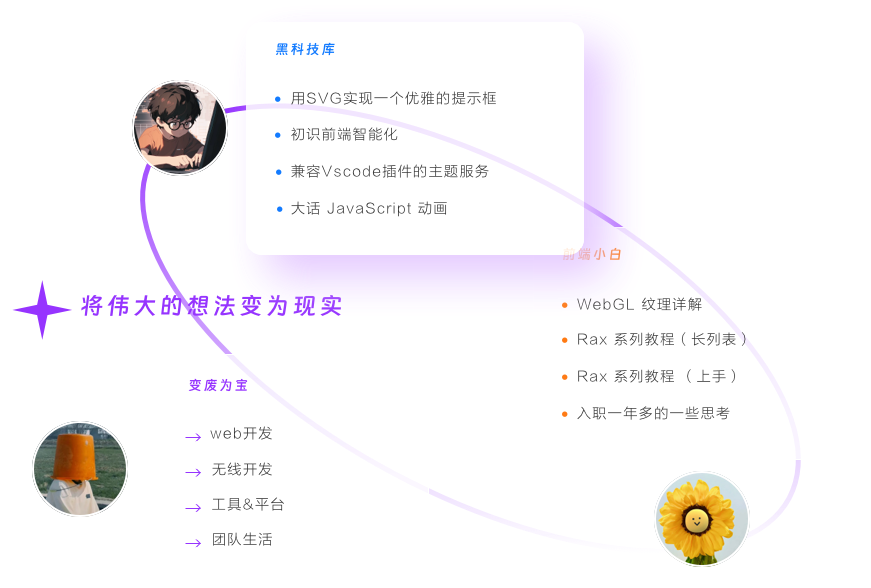 黑科技库
用SVG实现一个优雅的提示框
初识前端智能化
兼容Vscode插件的主题服务
大话 JavaScript 动画
前端小白
WebGL 纹理详解
Rax 系列教程（长列表）
Rax 系列教程 （上手）
入职一年多的一些思考
将伟大的想法变为现实
变废为宝
web开发
无线开发
工具&平台
团队生活